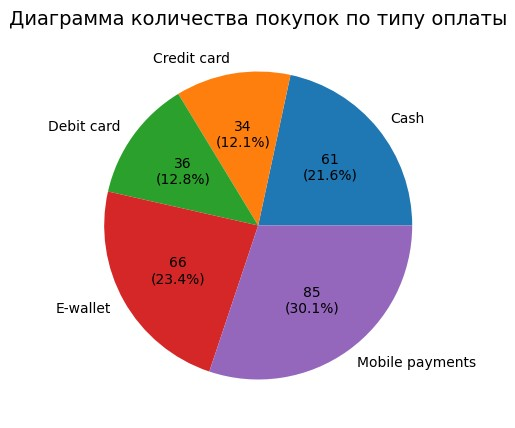 Диаграмма количества покупок по типу оплаты
Credit card
Cash
Debit card
34
(12.1%)
61
(21.6%)
36
(12.8%)
66
(23.4%)
85
(30.1%)
E-wallet
Mobile payments